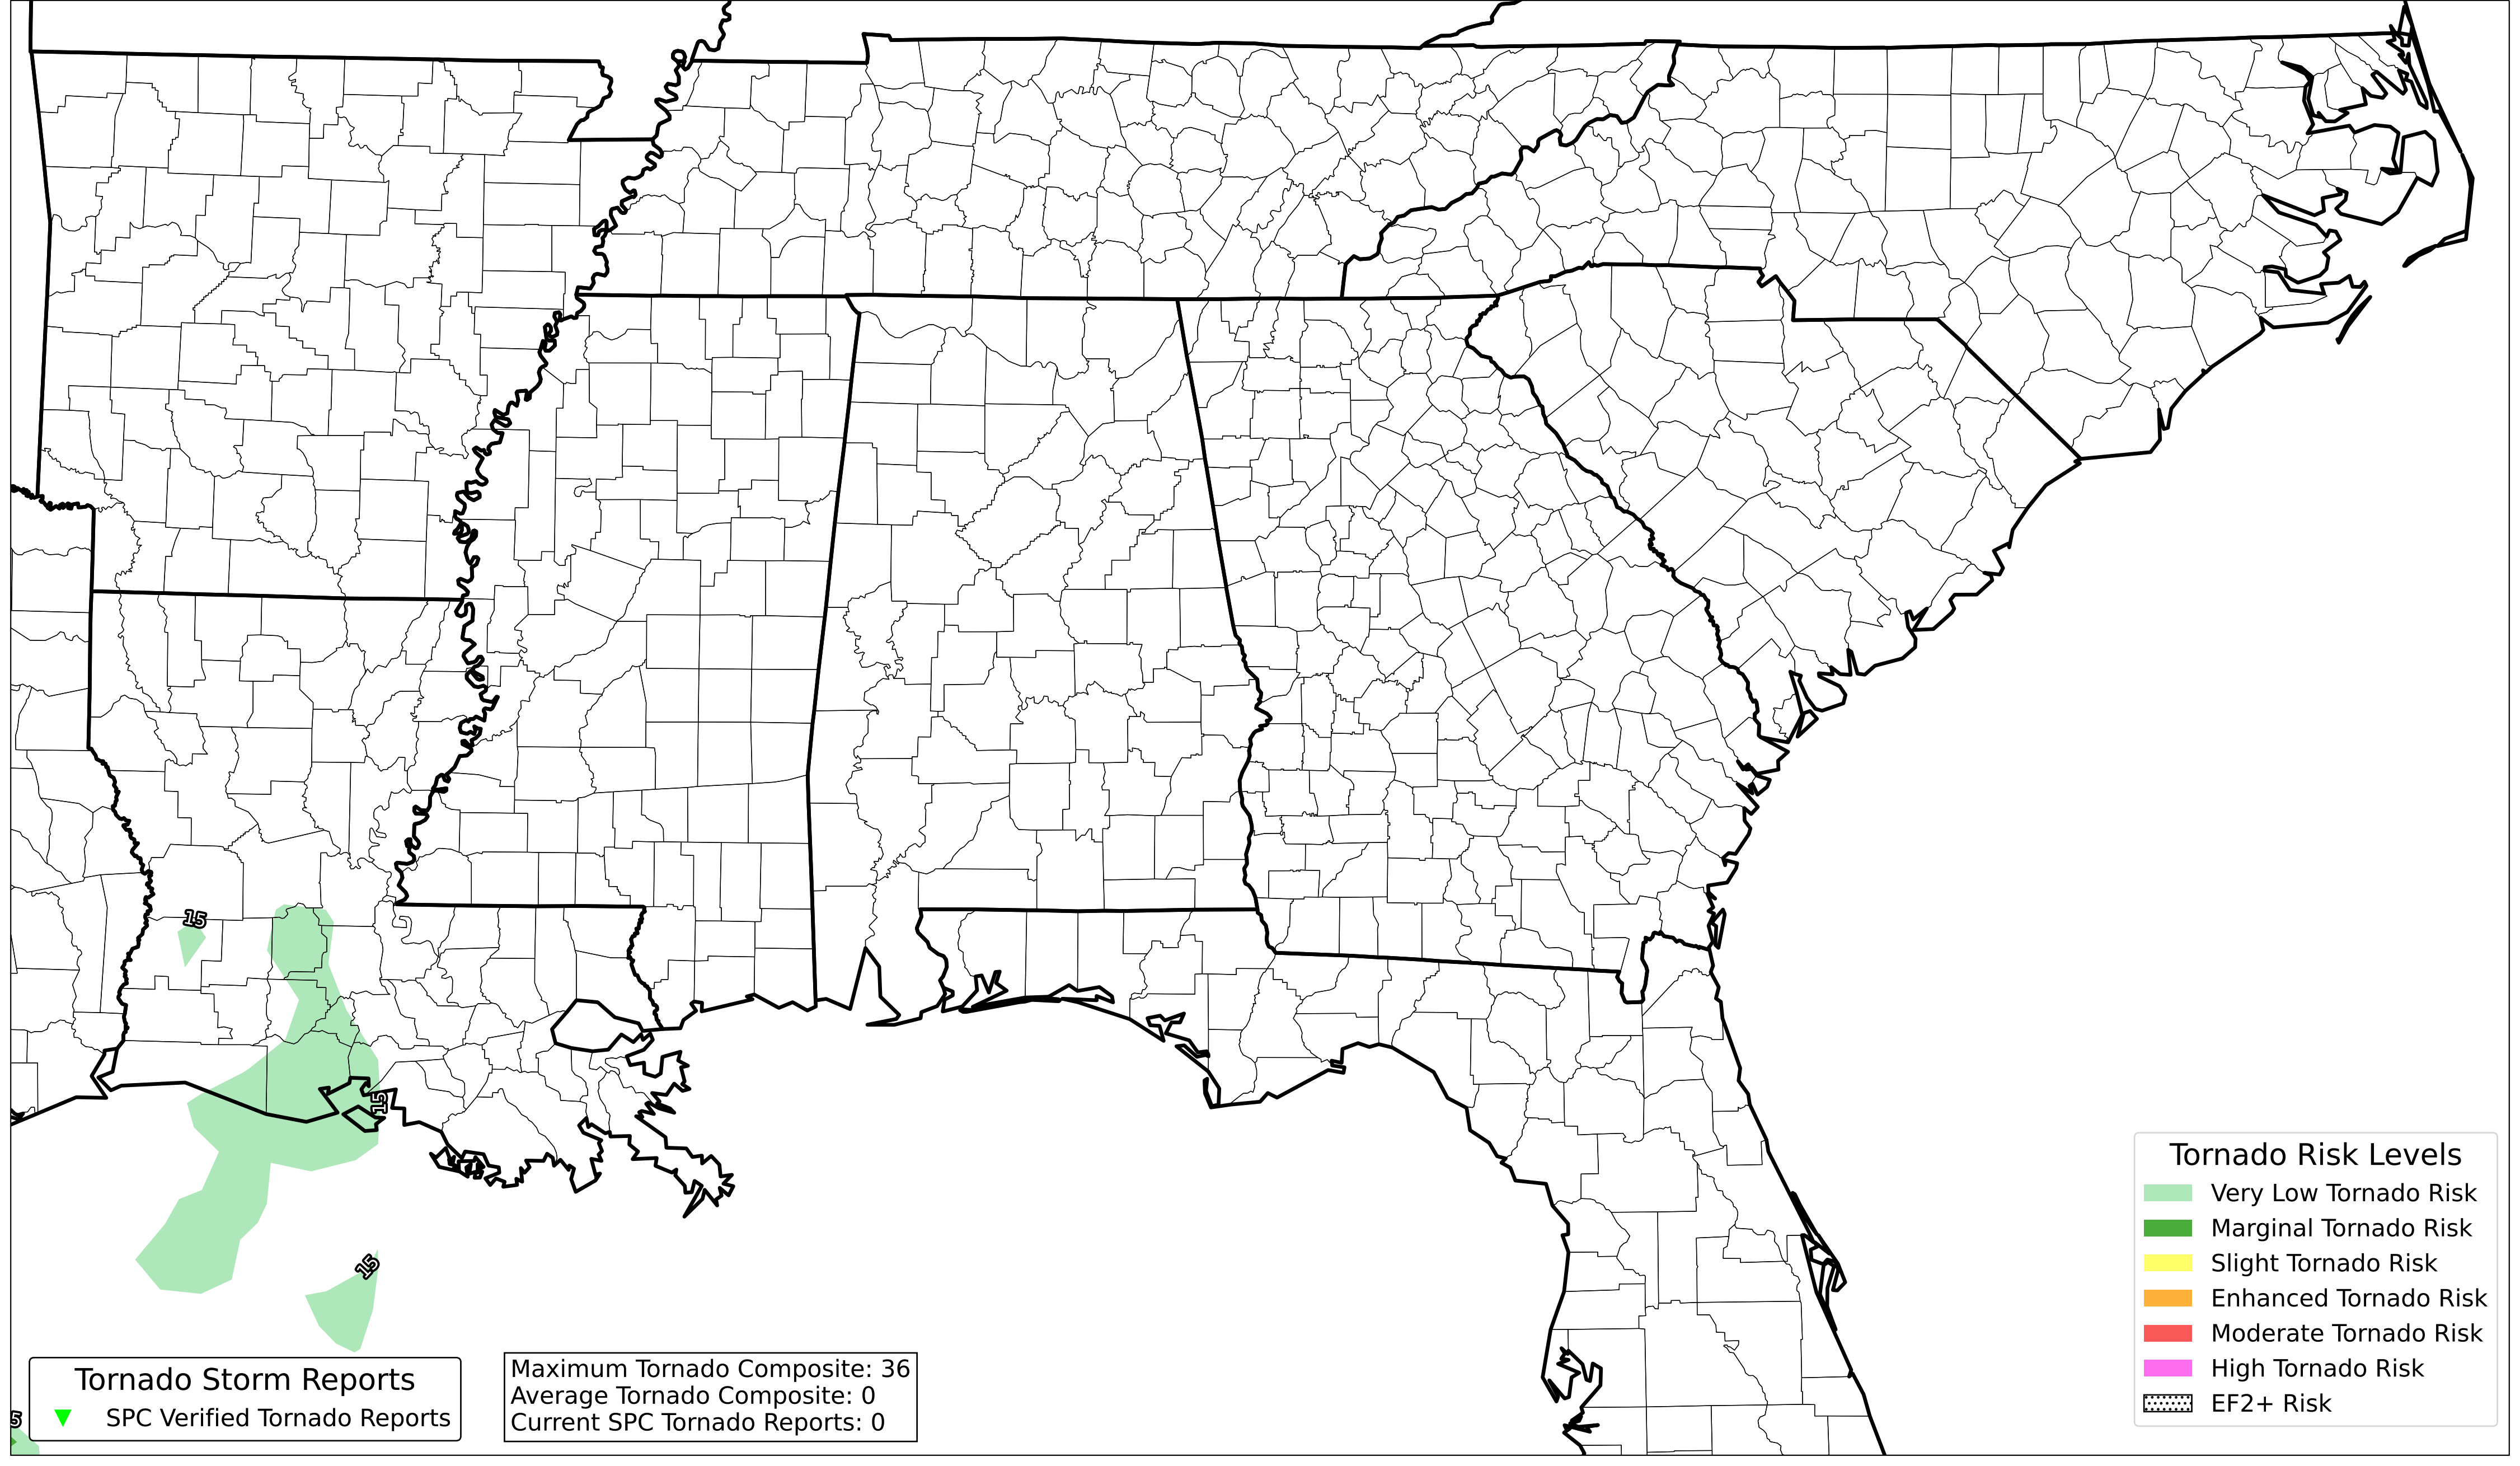 15
15
15
5
Tornado Storm Reports
SPC Verified Tornado Reports
Maximum Tornado Composite: 36
Average Tornado Composite: 0
Current SPC Tornado Reports: 0
Tornado Risk Levels
Very Low Tornado Risk
Marginal Tornado Risk
Slight Tornado Risk
Enhanced Tornado Risk
Moderate Tornado Risk
High Tornado Risk
EF2+ Risk